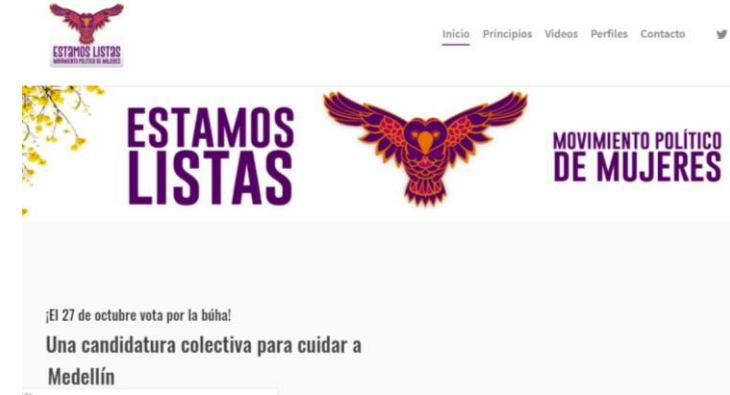 ESTAMOS LISTAS
MOVIMIENTO POLÍTICO DE MUJERES
Inicio Principios Videos Perfiles Contacto
ESTAMOS
LISTAS
MOVIMIENTO POLÍTICO
DE MUJERES
¡El 27 de octubre vota por la búha!
Una candidatura colectiva para cuidar a
Medellín